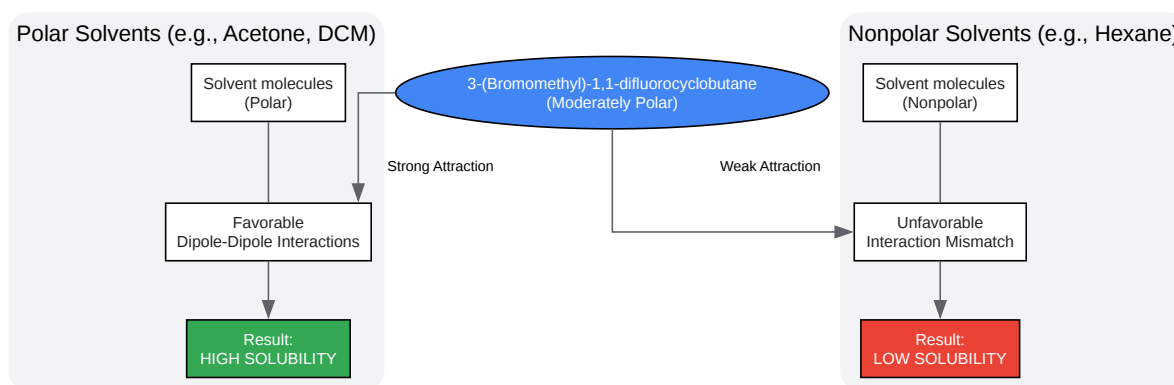 Polar Solvents (e.g., Acetone, DCM)
Solvent molecules
(Polar)
Strong Attraction
Favorable
Dipole-Dipole Interactions
Result:
HIGH SOLUBILITY
3-(Bromomethyl)-1,1-difluorocyclobutane
(Moderately Polar)
Weak Attraction
Nonpolar Solvents (e.g., Hexane)
Solvent molecules
(Nonpolar)
Unfavorable
Interaction Mismatch
Result:
LOW SOLUBILITY